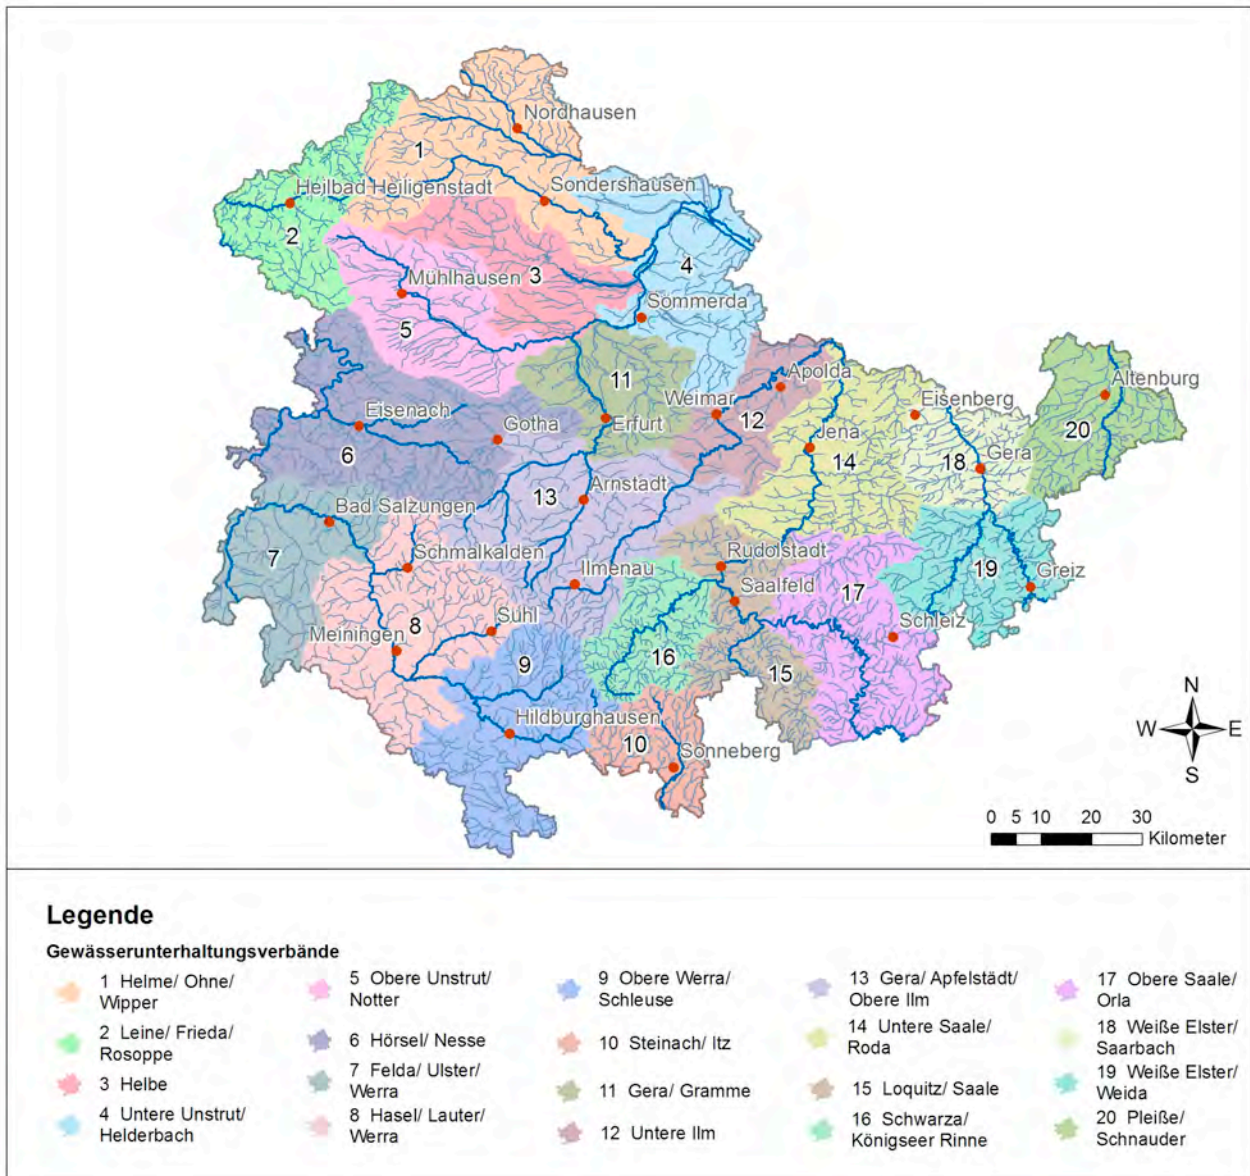 Nordhausen
1
Heilbad Heiligenstadt
Sondershausen
2
3
4
Mühlhausen
Sömmerda
5
11
Apolda
Altenburg
Eisenach
Weimar
12
Eisenberg
20
Gotha
Erfurt
6
Jena
14
18
Gera
13
Arnstadt
Bad Salzungen
7
Schmalkalden
Ilmenau
Rudolstadt
Saalfeld
17
19
Greiz
8
Suhl
Meiningen
9
16
15
Schleiz
Hildburghausen
10
Sonneberg
N
W E
S
0 5 10 20 30
Kilometer
Legende
Gewässerunterhaltungsverbände
1 Helme/ Ohne/
Wipper
2 Leine/ Frieda/
Rosoppe
3 Helbe
4 Untere Unstrut/
Helderbach
5 Obere Unstrut/
Notter
6 Hörsel/ Nesse
7 Felda/ Ulster/
Werra
8 Hasel/ Lauter/
Werra
9 Obere Werra/
Schleuse
10 Steinach/ Itz
11 Gera/ Gramme
12 Untere Ilm
13 Gera/ Apfelstädt/
Obere Ilm
14 Untere Saale/
Roda
15 Loquitz/ Saale
16 Schwarza/
Königseer Rinne
17 Obere Saale/
Orla
18 Weiße Elster/
Saarbach
19 Weiße Elster/
Weida
20 Pleiße/
Schnauder